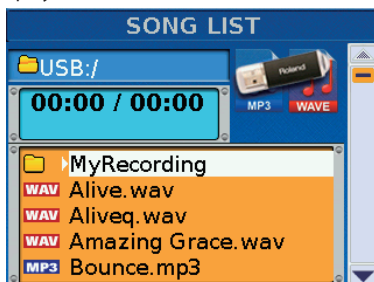 SONG LIST
USB:/
Roland
00:00 / 00:00
MP3 WAVE
MyRecording
WAV Alive.wav
WAV Aliveq.wav
WAV Amazing Grace.wav
MP3 Bounce.mp3